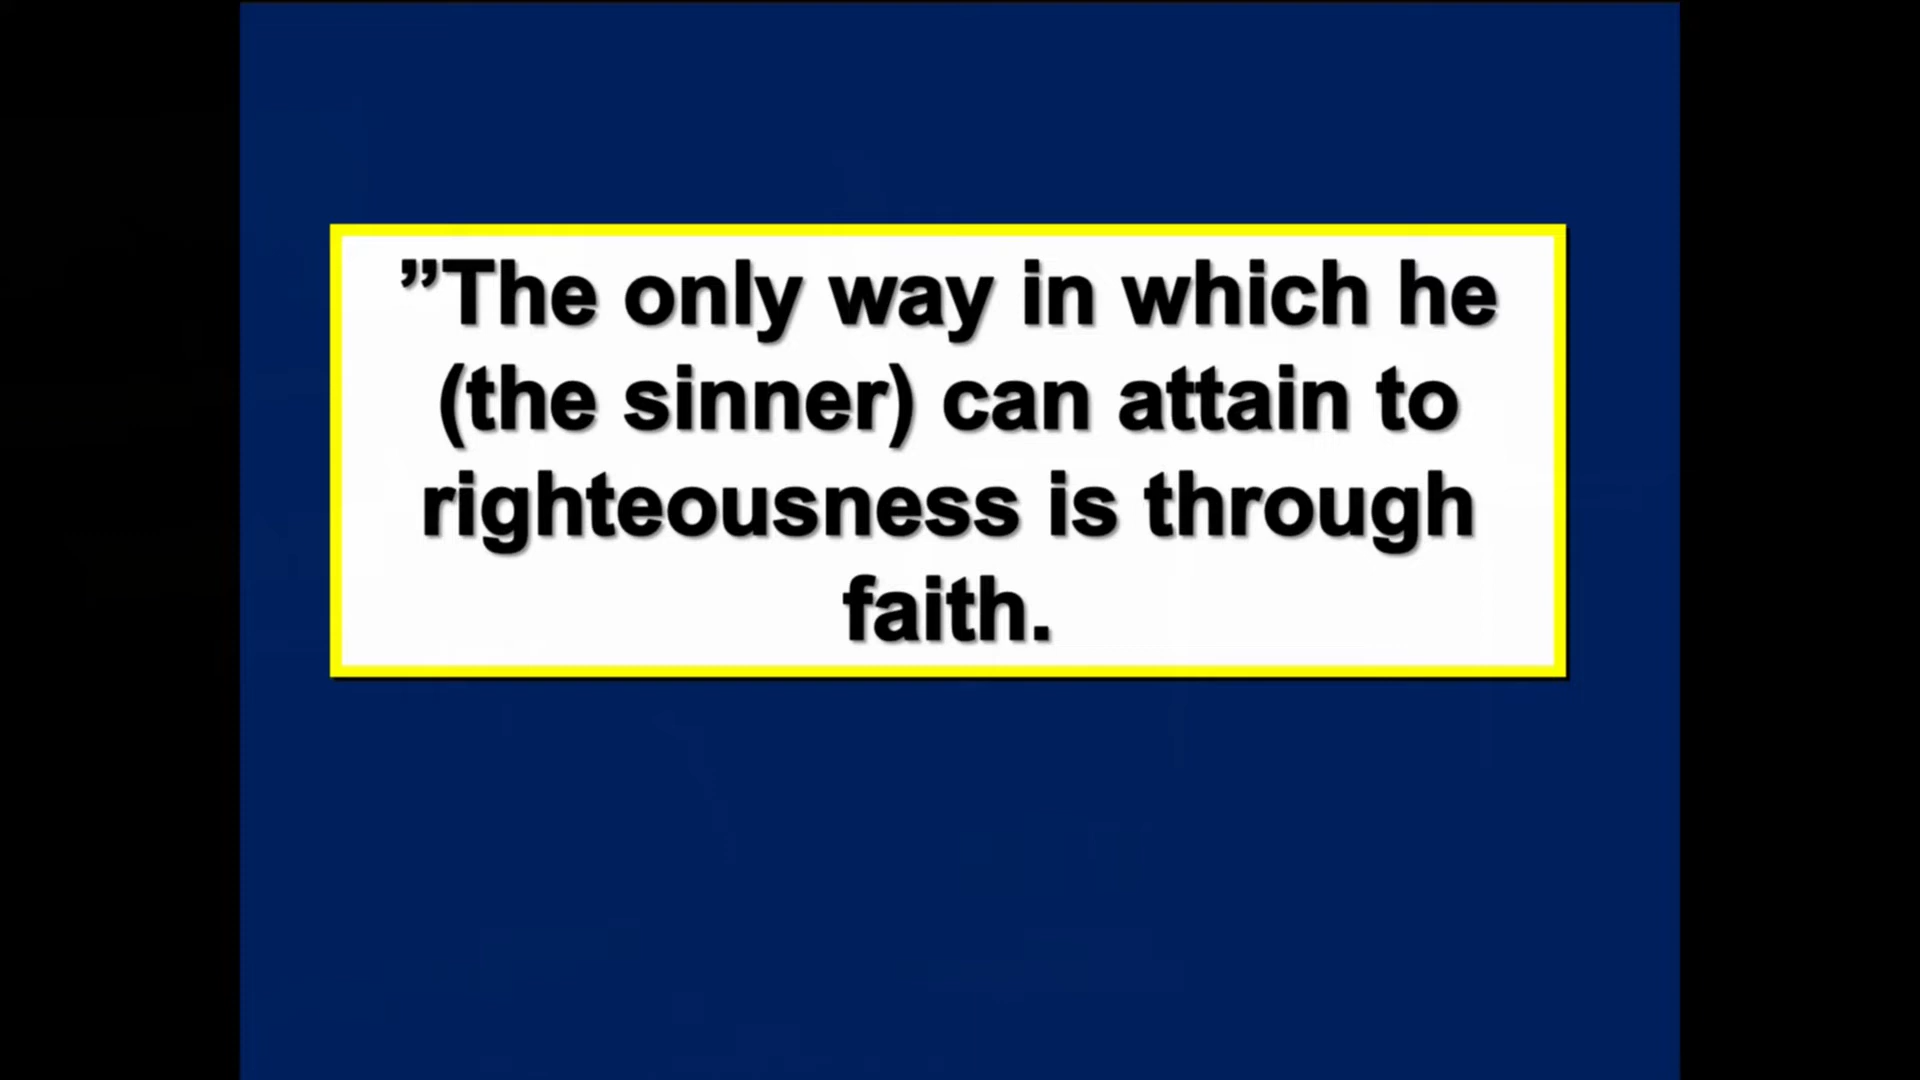 ”The only way in which he
(the sinner) can attain to
righteousness is through
faith.